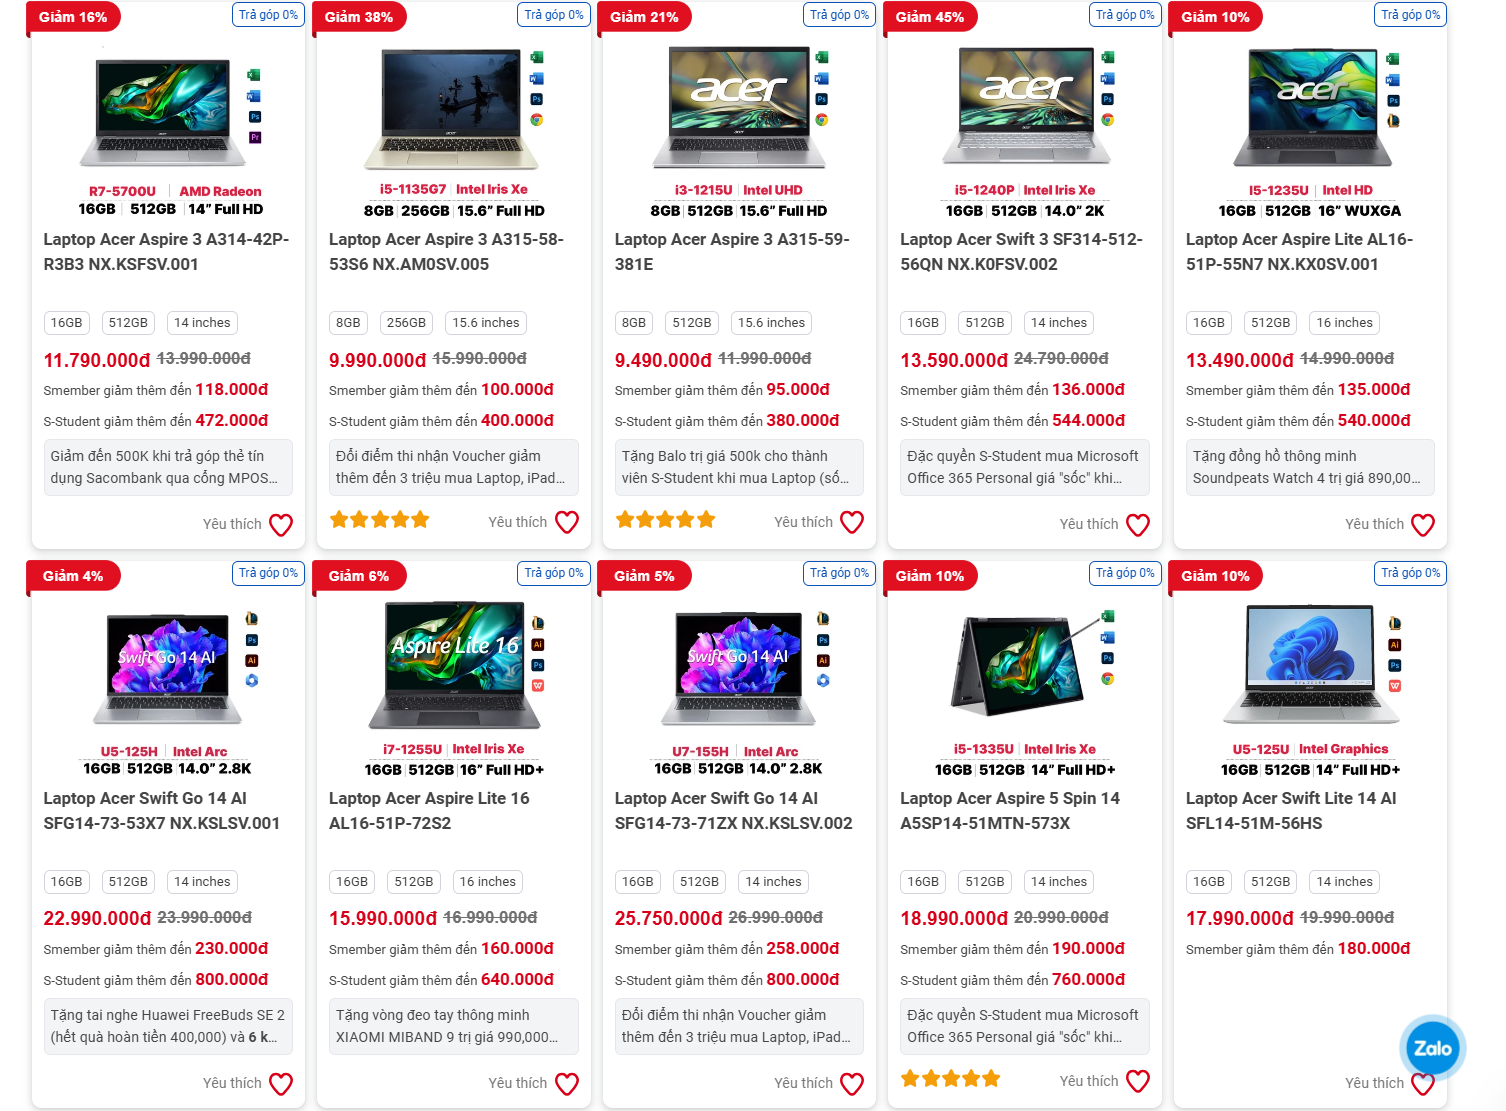 Giảm 16%
Trả góp 0%
R7-5700U | AMD Radeon
16GB | 512GB | 14” Full HD
Laptop Acer Aspire 3 A314-42P-
R3B3 NX.KSFSV.001
16GB 512GB 14 inches
11.790.000đ 13.990.000đ
Smember giảm thêm đến 118.000đ
S-Student giảm thêm đến 472.000đ
Giảm đến 500K khi trả góp thẻ tín
dụng Sacombank qua cổng MPOS...
Yêu thích
Giảm 38%
Trả góp 0%
acer
i5-1135G7 | Intel Iris Xe
8GB | 256GB | 15.6” Full HD
Laptop Acer Aspire 3 A315-58-
53S6 NX.AM0SV.005
8GB 256GB 15.6 inches
9.990.000đ 15.990.000đ
Smember giảm thêm đến 100.000đ
S-Student giảm thêm đến 400.000đ
Đổi điểm thi nhận Voucher giảm
thêm đến 3 triệu mua Laptop, iPad...
Yêu thích
Giảm 21%
Trả góp 0%
acer
i3-1215U | Intel UHD
8GB | 512GB | 15.6” Full HD
Laptop Acer Aspire 3 A315-59-
381E
8GB 512GB 15.6 inches
9.490.000đ 11.990.000đ
Smember giảm thêm đến 95.000đ
S-Student giảm thêm đến 380.000đ
Tặng Balo trị giá 500k cho thành
viên S-Student khi mua Laptop (số...
Yêu thích
Giảm 45%
Trả góp 0%
acer
i5-1240P | Intel Iris Xe
16GB | 512GB | 14.0” 2K
Laptop Acer Swift 3 SF314-512-
56QN NX.K0FSV.002
16GB 512GB 14 inches
13.590.000đ 24.790.000đ
Smember giảm thêm đến 136.000đ
S-Student giảm thêm đến 544.000đ
Đặc quyền S-Student mua Microsoft
Office 365 Personal giá "sốc" khi...
Yêu thích
Giảm 10%
Trả góp 0%
acer
I5-1235U | Intel HD
16GB | 512GB 16” WUXGA
Laptop Acer Aspire Lite AL16-
51P-55N7 NX.KX0SV.001
16GB 512GB 16 inches
13.490.000đ 14.990.000đ
Smember giảm thêm đến 135.000đ
S-Student giảm thêm đến 540.000đ
Tặng đồng hồ thông minh
Soundpeats Watch 4 trị giá 890,00...
Yêu thích
Giảm 4%
Trả góp 0%
Swift Go 14 AI
U5-125H | Intel Arc
16GB | 512GB | 14.0” 2.8K
Laptop Acer Swift Go 14 AI
SFG14-73-53X7 NX.KSLSV.001
16GB 512GB 14 inches
22.990.000đ 23.990.000đ
Smember giảm thêm đến 230.000đ
S-Student giảm thêm đến 800.000đ
Tặng tai nghe Huawei FreeBuds SE 2
(hết quà hoàn tiền 400,000) và 6 k...
Yêu thích
Giảm 6%
Trả góp 0%
Aspire Lite 16
i7-1255U | Intel Iris Xe
16GB | 512GB | 16” Full HD+
Laptop Acer Aspire Lite 16
AL16-51P-72S2
16GB 512GB 16 inches
15.990.000đ 16.990.000đ
Smember giảm thêm đến 160.000đ
S-Student giảm thêm đến 640.000đ
Tặng vòng đeo tay thông minh
XIAOMI MIBAND 9 trị giá 990,000...
Yêu thích
Giảm 5%
Trả góp 0%
Swift Go 14 AI
U7-155H | Intel Arc
16GB | 512GB | 14.0” 2.8K
Laptop Acer Swift Go 14 AI
SFG14-73-71ZX NX.KSLSV.002
16GB 512GB 14 inches
25.750.000đ 26.990.000đ
Smember giảm thêm đến 258.000đ
S-Student giảm thêm đến 800.000đ
Đổi điểm thi nhận Voucher giảm
thêm đến 3 triệu mua Laptop, iPad...
Yêu thích
Giảm 10%
Trả góp 0%
i5-1335U | Intel Iris Xe
16GB | 512GB | 14” Full HD+
Laptop Acer Aspire 5 Spin 14
A5SP14-51MTN-573X
16GB 512GB 14 inches
18.990.000đ 20.990.000đ
Smember giảm thêm đến 190.000đ
S-Student giảm thêm đến 760.000đ
Đặc quyền S-Student mua Microsoft
Office 365 Personal giá "sốc" khi...
Yêu thích
Giảm 10%
Trả góp 0%
U5-125U | Intel Graphics
16GB | 512GB | 14” Full HD+
Laptop Acer Swift Lite 14 AI
SFL14-51M-56HS
16GB 512GB 14 inches
17.990.000đ 19.990.000đ
Smember giảm thêm đến 180.000đ
Zalo
Yêu thích